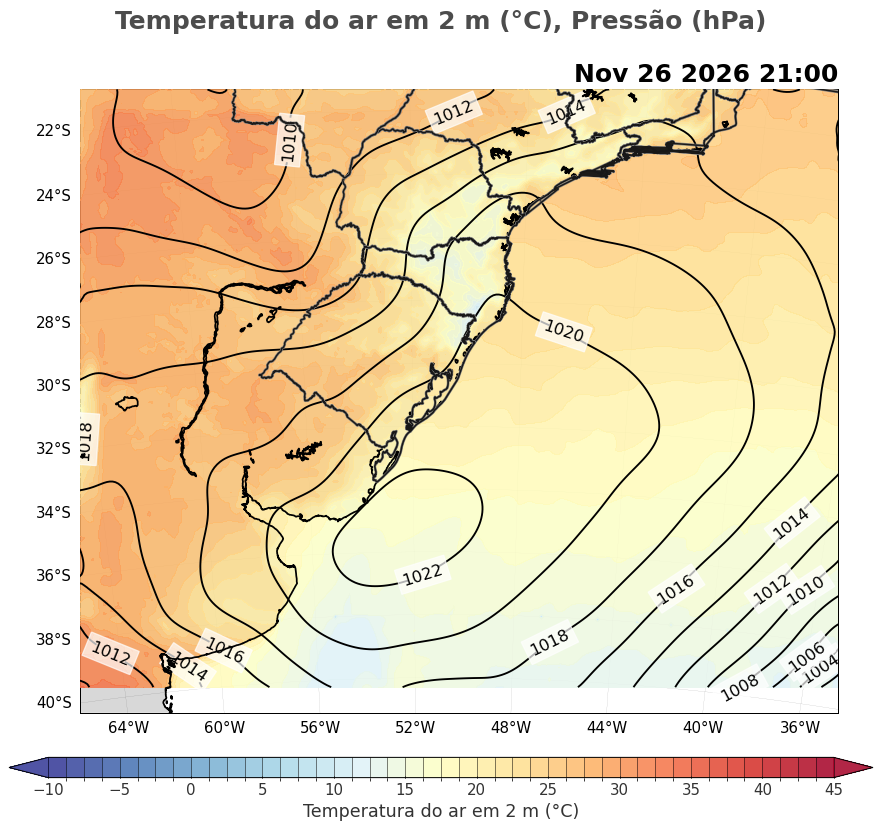 Temperatura do ar em 2 m (°C), Pressão (hPa)
Nov 26 2026 21:00
22°S
24°S
26°S
28°S
30°S
32°S
34°S
36°S
38°S
40°S
1010
1012
1014
1020
1018
1022
1014
1016
1012
1010
1018
1006
1004
1008
1012
1014
1016
64°W
60°W
56°W
52°W
48°W
44°W
40°W
36°W
−10
−5
0
5
10
15
20
25
30
35
40
45
Temperatura do ar em 2 m (°C)